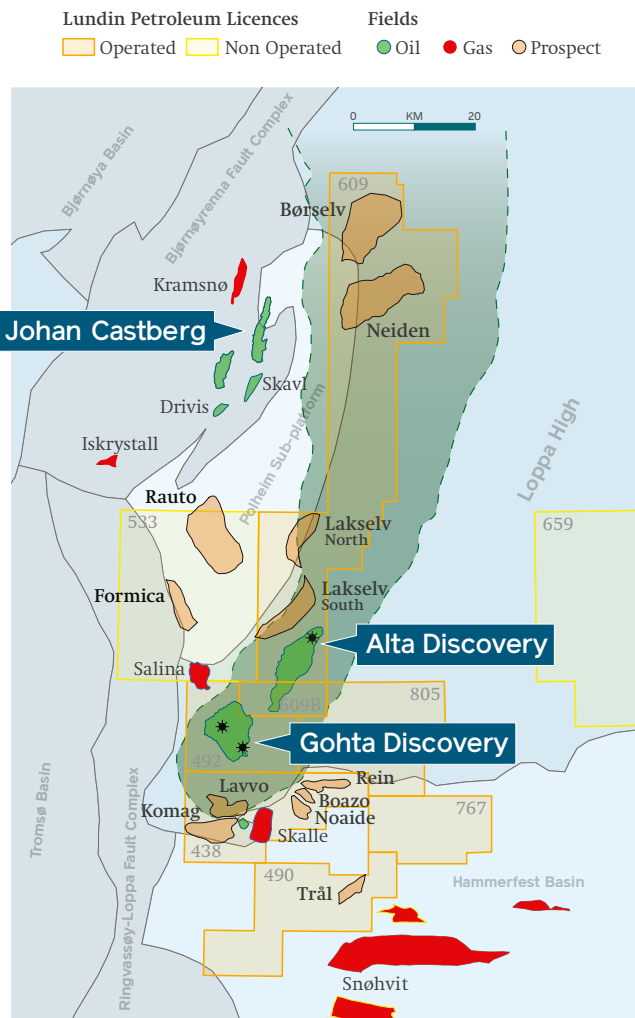 Lundin Petroleum Licences
Fields
Operated
Non Operated
Oil
Gas
Prospect
0 KM 20
Bjørnøya Basin
Bjørnøyrenna Fault Complex
609
Børselv
Kramsnø
Neiden
Johan Castberg
Skavl
Drivis
Polheim Sub-platform
Loppa High
Iskrystall
Rauto
533
Lakselv
North
659
Formica
Lakselv
South
Alta Discovery
Salina
609B
805
Gohta Discovery
492
Lavvo
Rein
Komag
Boazo
Noaide
767
Skalle
438
490
Trål
Hammerfest Basin
Tromsø Basin
Ringvassøy-Loppa Fault Complex
Snøhvit